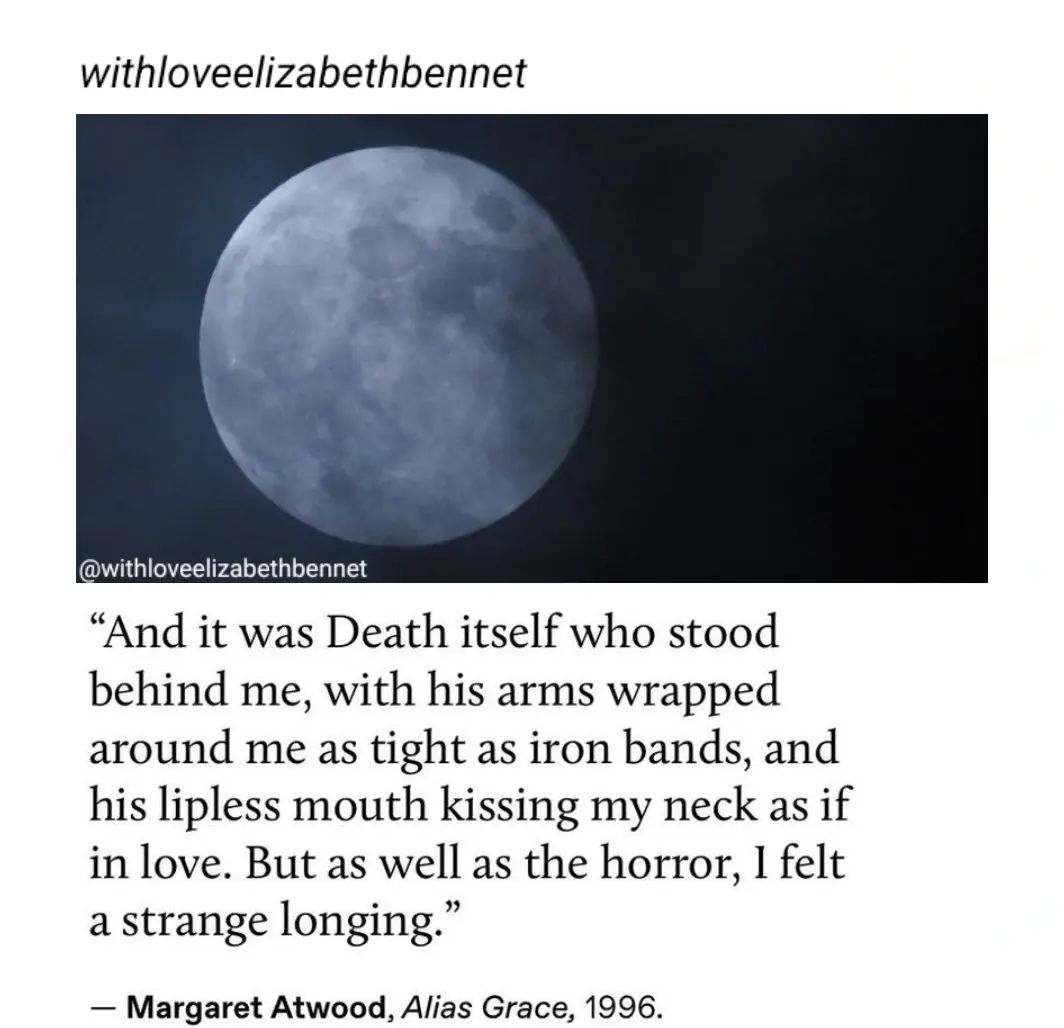 withloveelizabethbennet
@withloveelizabethbennet
“And it was Death itself who stood
behind me, with his arms wrapped
around me as tight as iron bands, and
his lipless mouth kissing my neck as if
in love. But as well as the horror, I felt
a strange longing.”
— Margaret Atwood, Alias Grace, 1996.